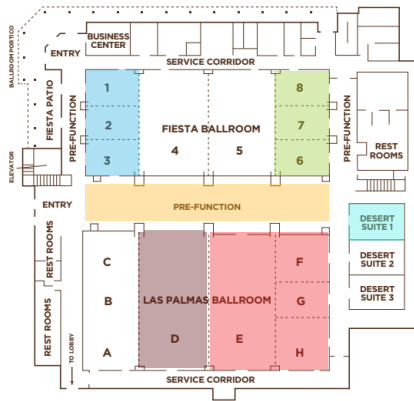 BALLROOM PORTICO
ENTRY
BUSINESS
CENTER
SERVICE CORRIDOR
FIESTA PATIO
PRE-FUNCTION
1
2
3
FIESTA BALLROOM
4
5
8
7
6
PRE-FUNCTION
REST
ROOMS
ELEVATOR
ENTRY
PRE-FUNCTION
DESERT
SUITE 1
DESERT
SUITE 2
DESERT
SUITE 3
REST ROOMS
REST ROOMS
C
B
A
LAS PALMAS BALLROOM
D
E
F
G
H
TO LOBBY
SERVICE CORRIDOR